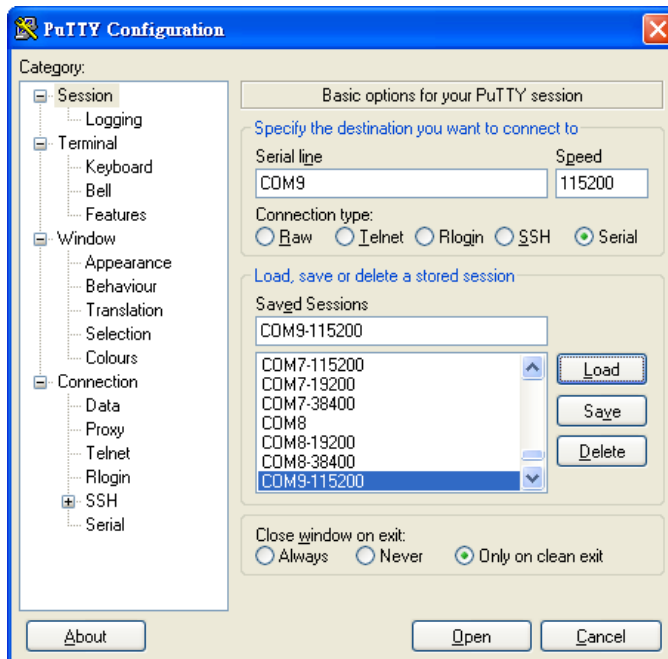 PuTTY Configuration
Category:
Session
Logging
Terminal
Keyboard
Bell
Features
Window
Appearance
Behaviour
Translation
Selection
Colours
Connection
Data
Proxy
Telnet
Rlogin
SSH
Serial
Basic options for your PuTTY session
Specify the destination you want to connect to
Serial line
Speed
COM9
115200
Connection type:
Raw Telnet Rlogin SSH Serial
Load, save or delete a stored session
Saved Sessions
COM9-115200
COM7-115200
COM7-19200
COM7-38400
COM8
COM8-19200
COM8-38400
COM9-115200
Load
Save
Delete
Close window on exit:
Always Never Only on clean exit
About
Open
Cancel